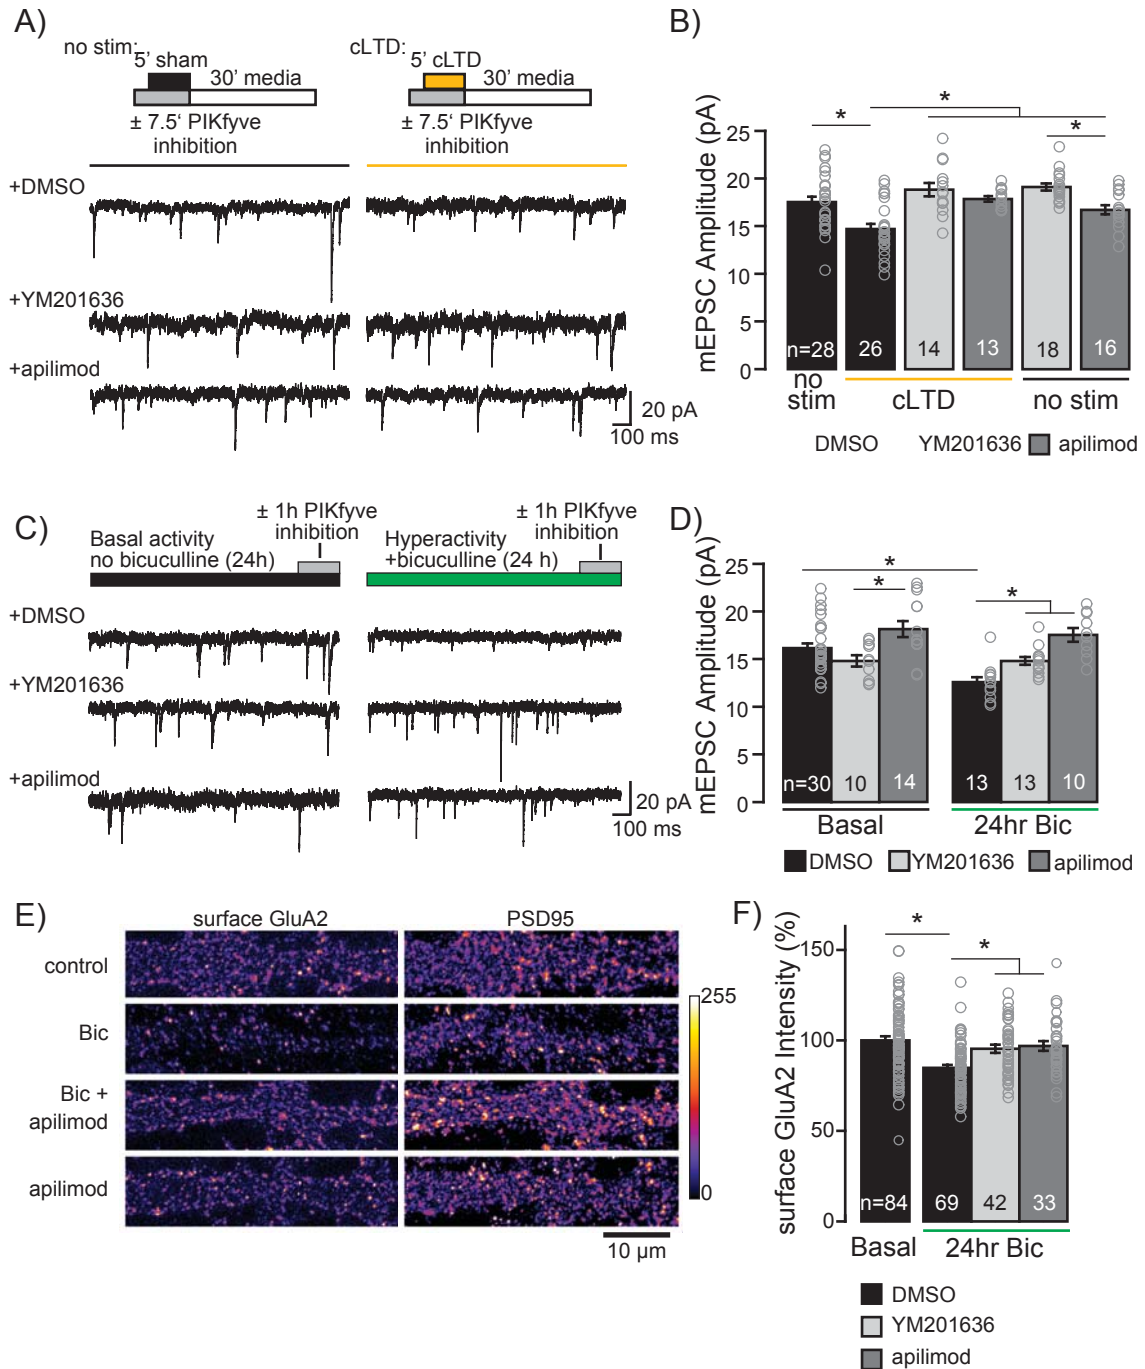 A)
no stim:
5' sham
30' media
± 7.5' PIKfyve
inhibition
cLTD:
5' cLTD
30' media
± 7.5' PIKfyve
inhibition
+DMSO
+YM201636
+apilimod
20 pA
100 ms
B)
mEPSC Amplitude (pA)
25
20
15
10
5
0
*
*
*
n=28
26
14
13
18
16
no
stim
cLTD
no stim
DMSO
YM201636
apilimod
C)
Basal activity
no bicuculline (24h)
± 1h PIKfyve
inhibition
Hyperactivity
+bicuculline (24 h)
± 1h PIKfyve
inhibition
+DMSO
+YM201636
+apilimod
20 pA
100 ms
D)
mEPSC Amplitude (pA)
25
20
15
10
5
0
*
*
*
n=30
10
14
13
13
10
Basal
24hr Bic
DMSO
YM201636
apilimod
E)
surface GluA2
PSD95
control
Bic
Bic +
apilimod
apilimod
255
0
10 µm
F)
surface GluA2 Intensity (%)
150
100
50
0
*
*
n=84
69
42
33
Basal
24hr Bic
DMSO
YM201636
apilimod